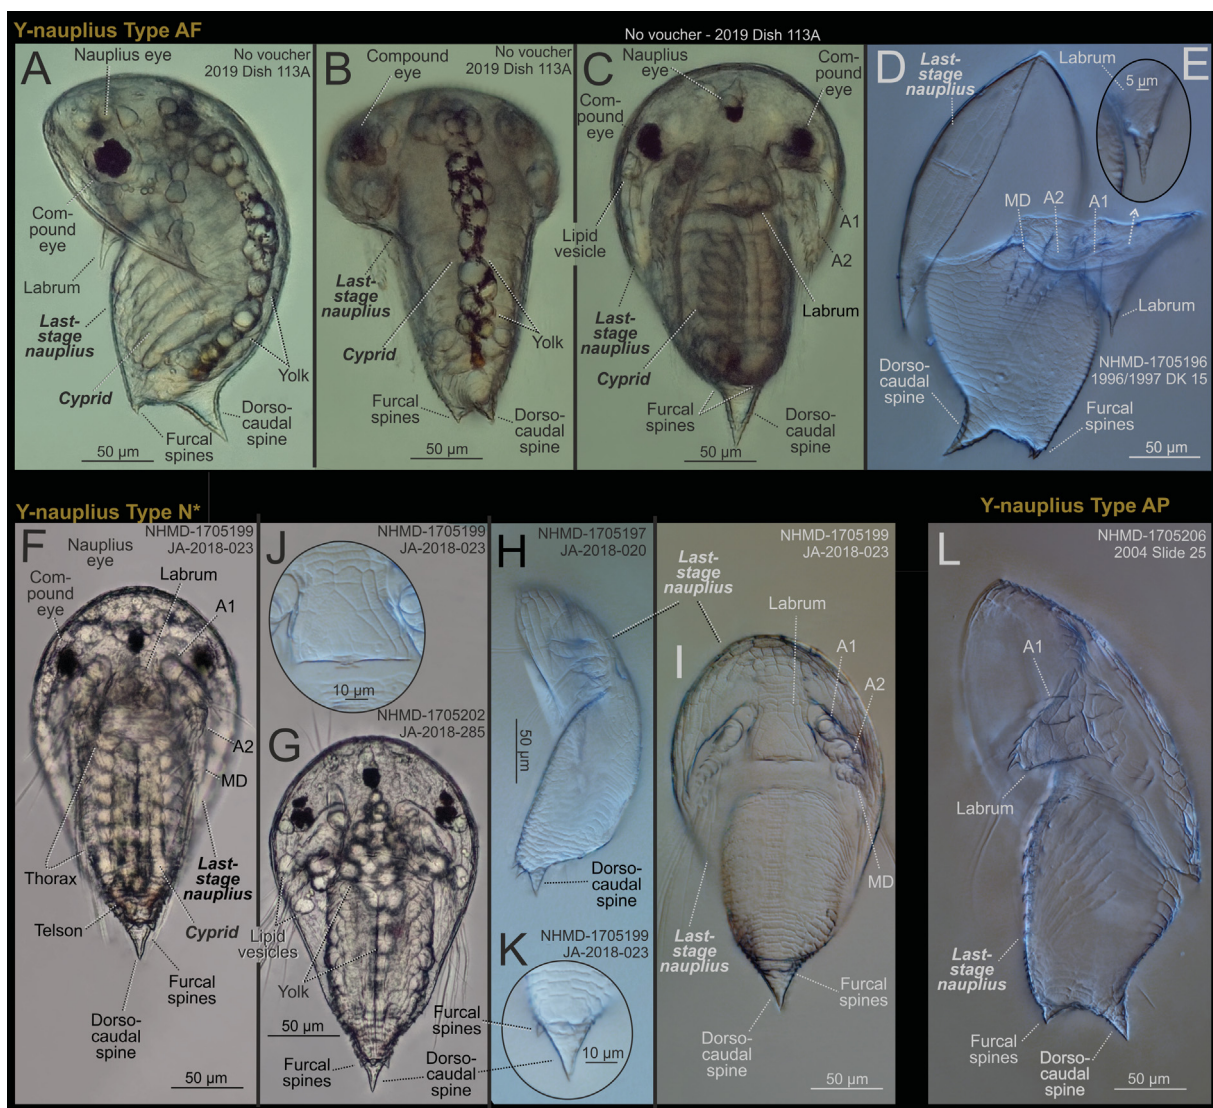 Y-nauplius Type AF
A
Nauplius eye
No voucher
2019 Dish 113A
Com-
pound
eye
Labrum
Last-
stage
nauplius
Cyprid
Yolk
Dorso-
caudal
spine
Furcal
spines
50 µm
B
Compound
eye
No voucher
2019 Dish 113A
Last-
stage
nauplius
Cyprid
Yolk
Furcal
spines
Dorso-
caudal
spine
50 µm
No voucher - 2019 Dish 113A
C
Nauplius
eye
Com-
pound
eye
Com-
pound
eye
Lipid
vesicle
A1
A2
Labrum
Last-
stage
nauplius
Cyprid
Furcal
spines
Dorso-
caudal
spine
50 µm
D
Last-
stage
nauplius
Labrum
E
5 µm
MD
A2
A1
Labrum
NHMD-1705196
1996/1997 DK 15
Dorso-
caudal
spine
Furcal
spines
50 µm
Y-nauplius Type N*
F
NHMD-1705199
JA-2018-023
Nauplius
eye
Com-
pound
eye
Labrum
A1
A2
MD
Last-
stage
nauplius
Thorax
Telson
Cyprid
Furcal
spines
Dorso-
caudal
spine
50 µm
J
NHMD-1705199
JA-2018-023
10 µm
NHMD-1705202
JA-2018-285
G
Lipid
vesicles
Yolk
50 µm
Furcal
spines
Dorso-
caudal
spine
H
NHMD-1705197
JA-2018-020
50 µm
Dorso-
caudal
spine
K
NHMD-1705199
JA-2018-023
Furcal
spines
10 µm
NHMD-1705199
JA-2018-023
Last-
stage
nauplius
I
Labrum
A1
A2
MD
Last-
stage
nauplius
Furcal
spines
Dorso-
caudal
spine
50 µm
Y-nauplius Type AP
L
NHMD-1705206
2004 Slide 25
A1
Labrum
Last-
stage
nauplius
Furcal
spines
Dorso-
caudal
spine
50 µm